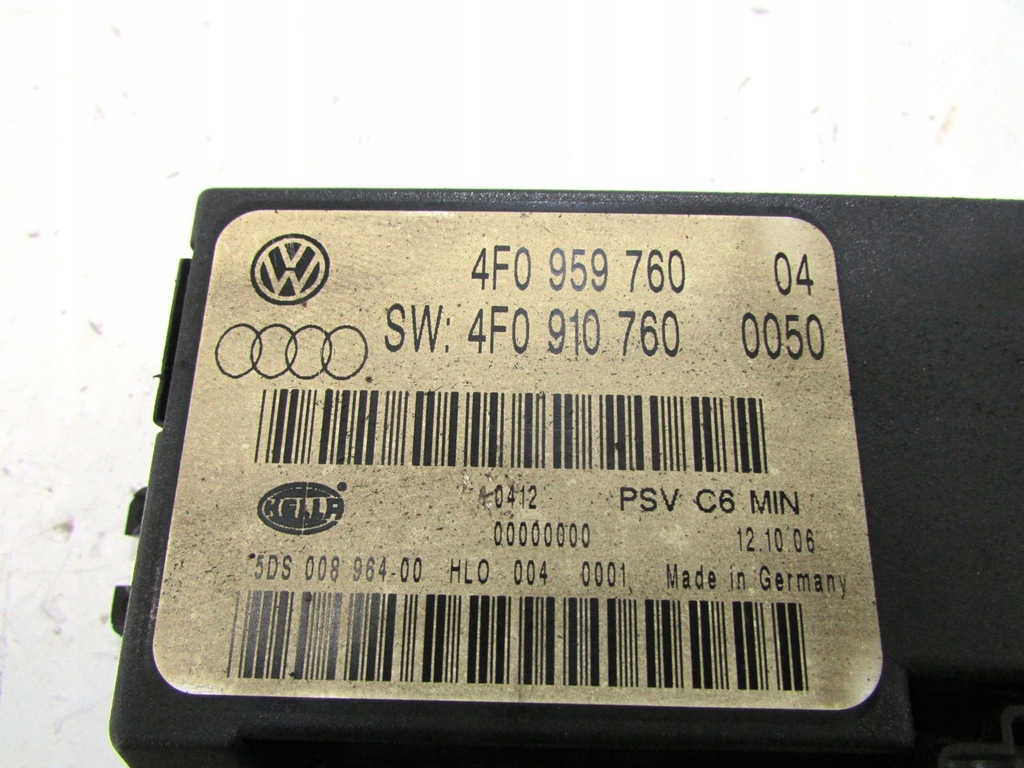 4F0 959 760 04
SW: 4F0 910 760 0050
HELLA
0412 PSV C6 MIN
00000000 12.10.06
5DS 008 964-00 HLO 004 0001, Made in Germany